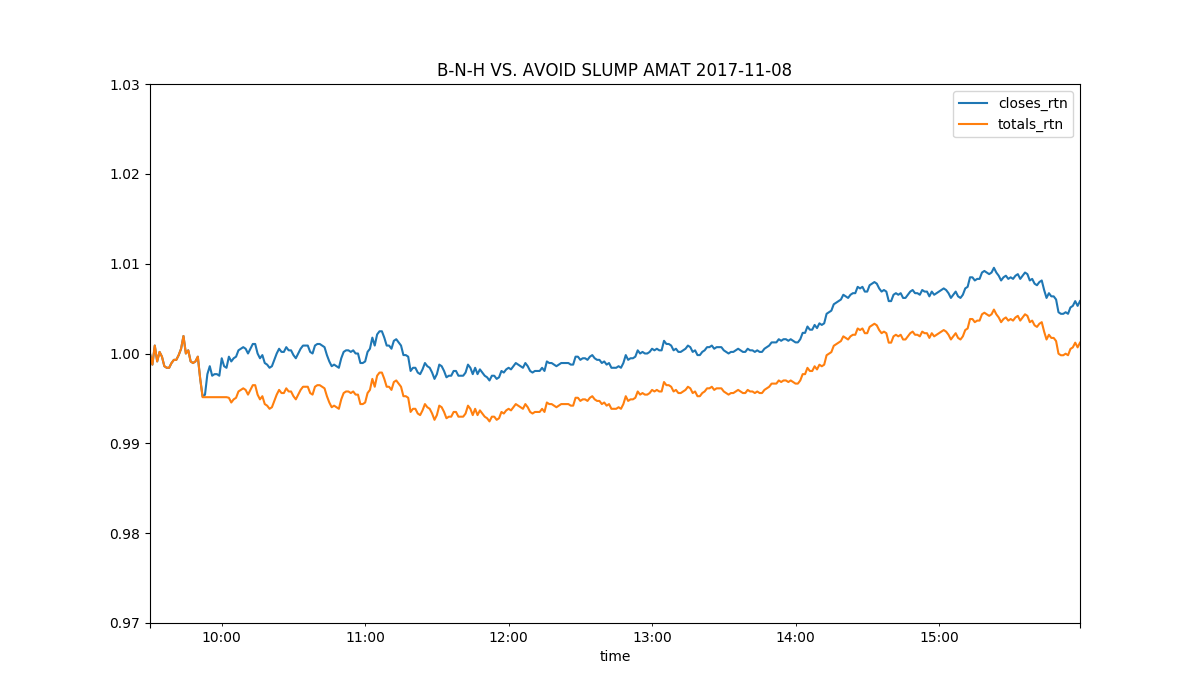 B-N-H VS. AVOID SLUMP AMAT 2017-11-08
closes_rtn
totals_rtn
1.03
1.02
1.01
1.00
0.99
0.98
0.97
10:00 11:00 12:00 13:00 14:00 15:00
time